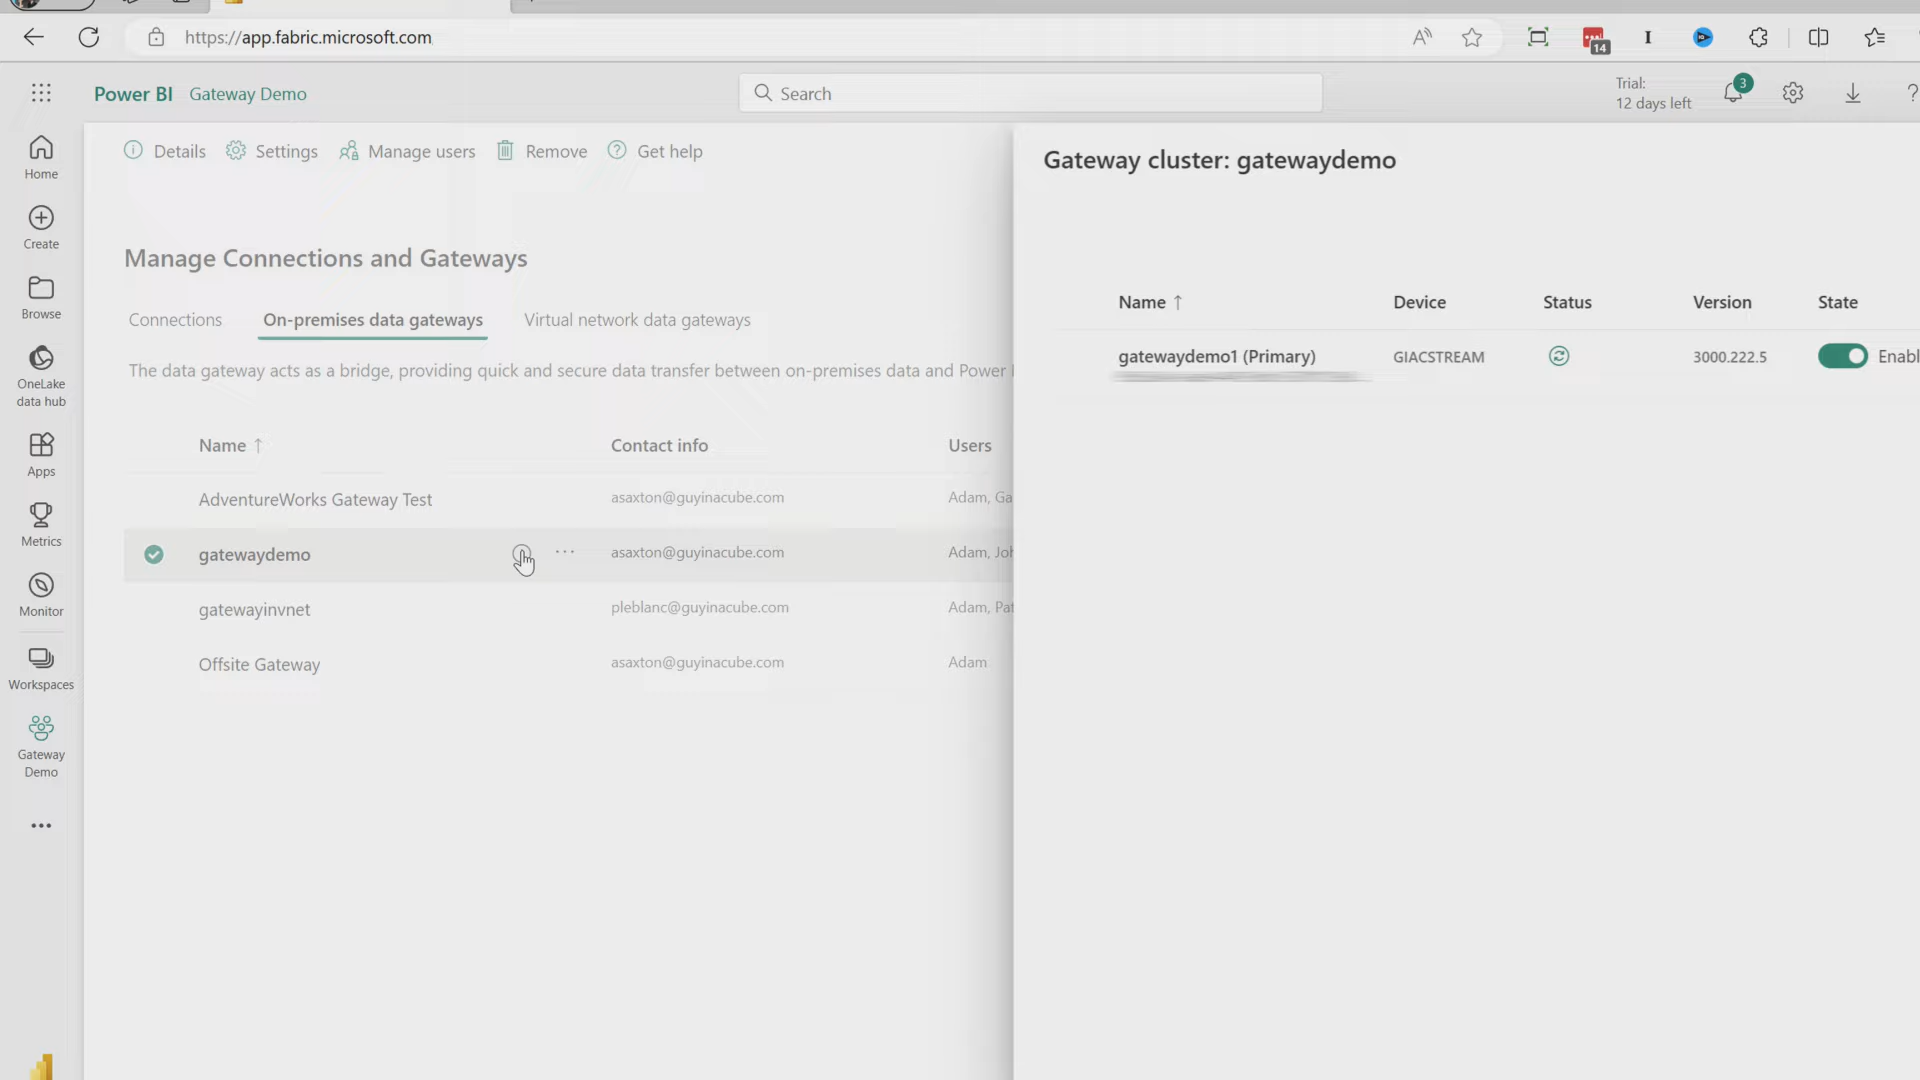 https://app.fabric.microsoft.com
14
Power BI Gateway Demo
Search
Trial:
12 days left
3
Home
Create
Browse
OneLake
data hub
Apps
Metrics
Monitor
Workspaces
Gateway
Demo
Details Settings Manage users Remove Get help
Manage Connections and Gateways
Connections On-premises data gateways Virtual network data gateways
The data gateway acts as a bridge, providing quick and secure data transfer between on-premises data and Power
Name ↑ Contact info Users
AdventureWorks Gateway Test asaxton@guyinacube.com Adam, Ga
gatewaydemo ... asaxton@guyinacube.com Adam, Joh
gatewayinvnet pleblanc@guyinacube.com Adam, Pat
Offsite Gateway asaxton@guyinacube.com Adam
Gateway cluster: gatewaydemo
Name ↑ Device Status Version State
gatewaydemo1 (Primary) GIACSTREAM 3000.222.5 Enabl